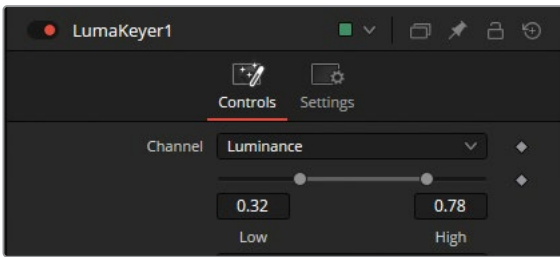 LumaKeyer1
Controls Settings
Channel Luminance
0.32 0.78
Low High